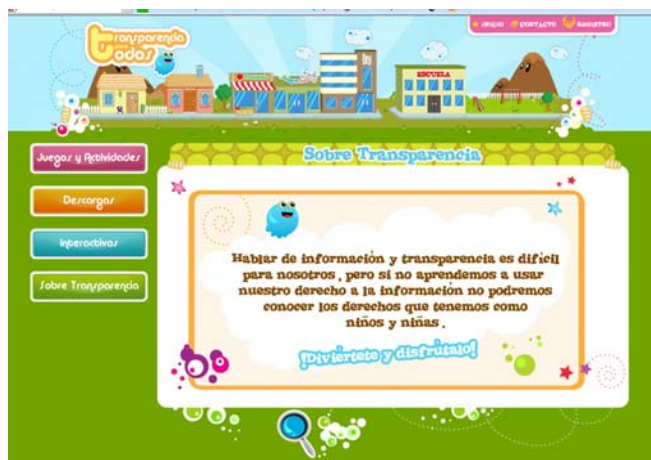 INICIO CONTACTO REGISTRO
Transparencia
Todos
ESCUELA
Juegos y Actividades
Descargas
Interactivos
Sobre Transparencia
Sobre Transparencia
Hablar de información y transparencia es difícil
para nosotros, pero si no aprendemos a usar
nuestro derecho a la información no podremos
conocer los derechos que tenemos como
niños y niñas.
¡Diviértete y disfrútalo!